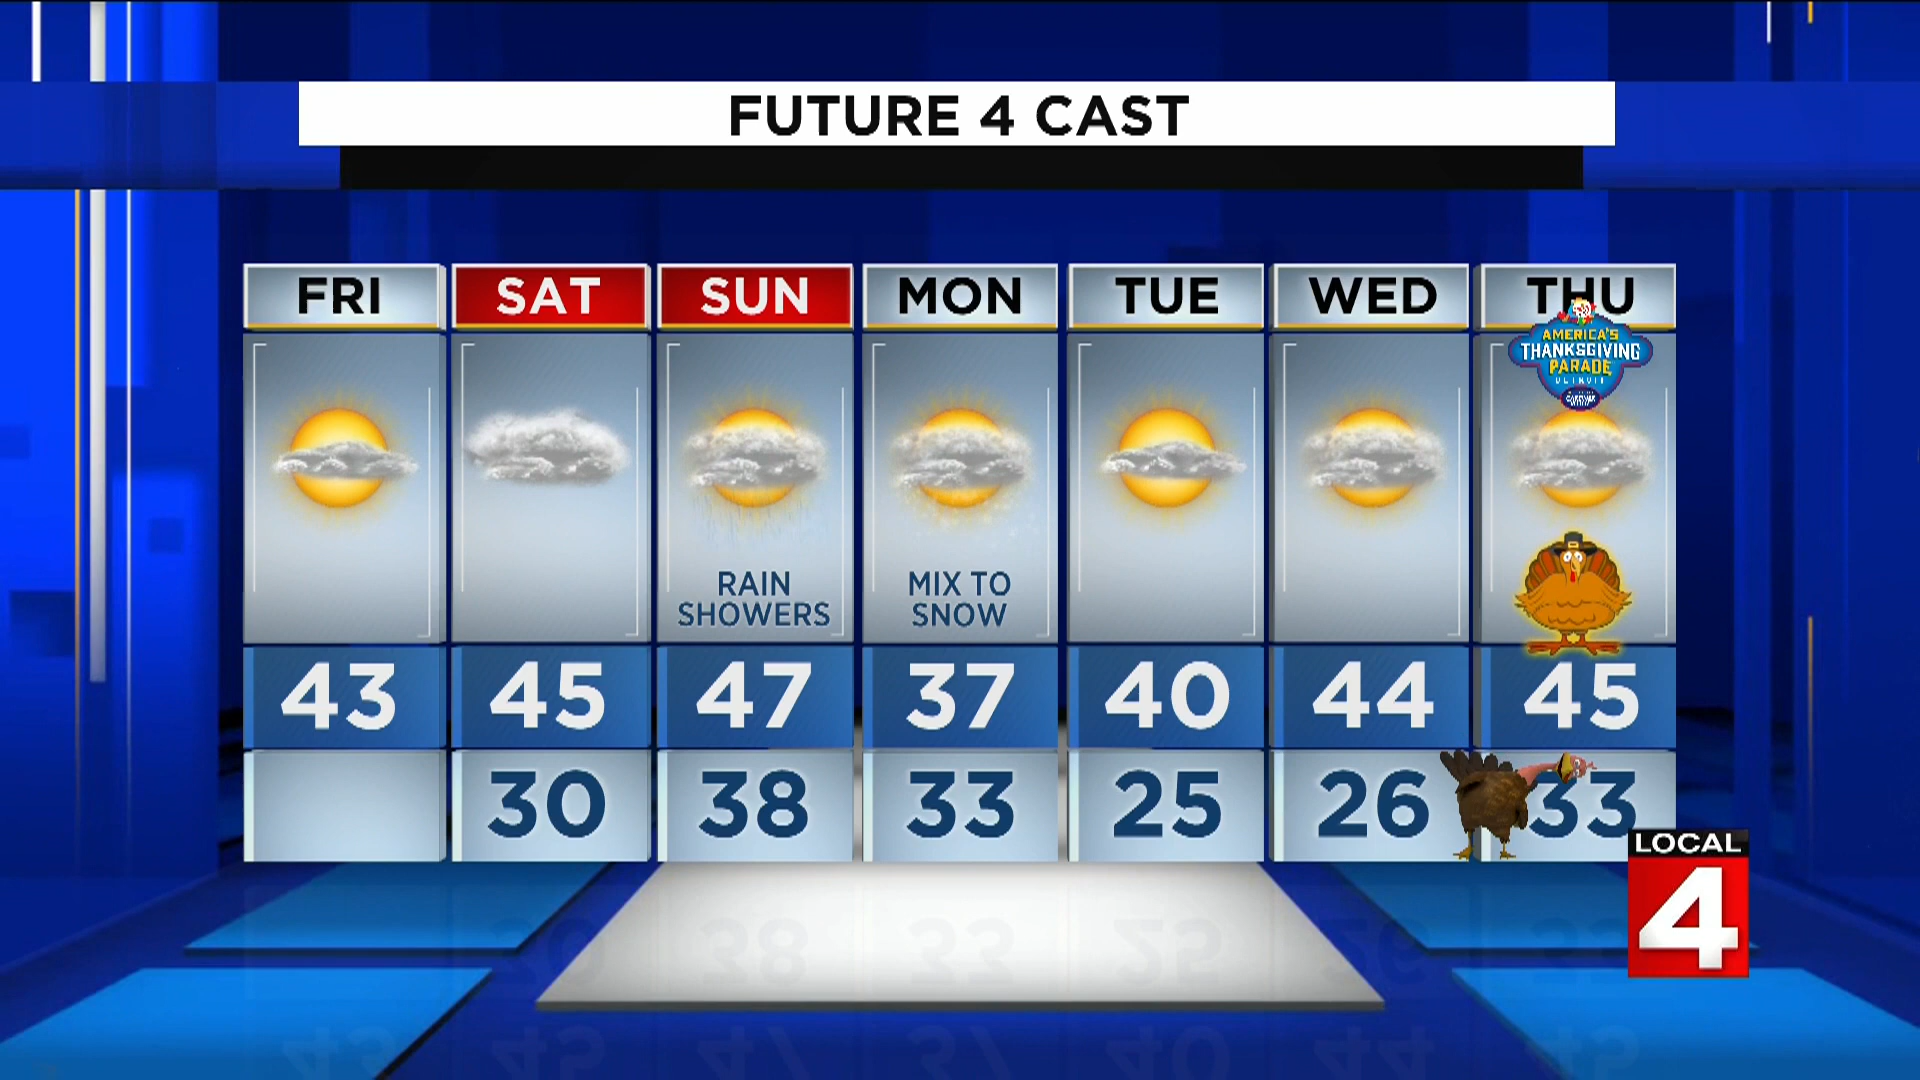 FUTURE 4 CAST
FRI SAT SUN MON TUE WED THU
AMERICA'S
THANKSGIVING
PARADE
DETROIT
RAIN
SHOWERS
MIX TO
SNOW
43 45 47 37 40 44 45
30 38 33 25 26 33
LOCAL
4